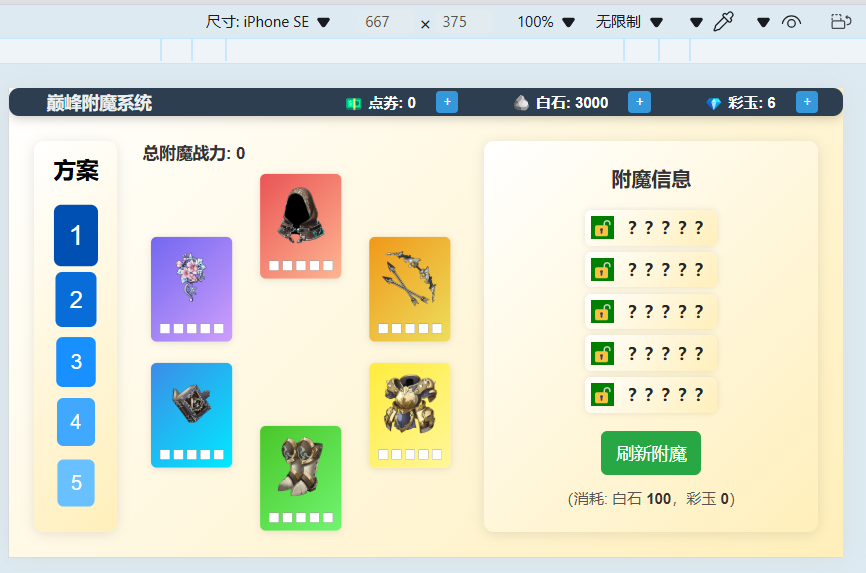 尺寸: iPhone SE ▼ 667 × 375 100% ▼ 无限制 ▼
巅峰附魔系统 点券: 0 + 白石: 3000 + 彩玉: 6 +
方案
1
2
3
4
5
总附魔战力: 0
附魔信息
? ? ? ? ?
? ? ? ? ?
? ? ? ? ?
? ? ? ? ?
? ? ? ? ?
刷新附魔
(消耗: 白石 100，彩玉 0)